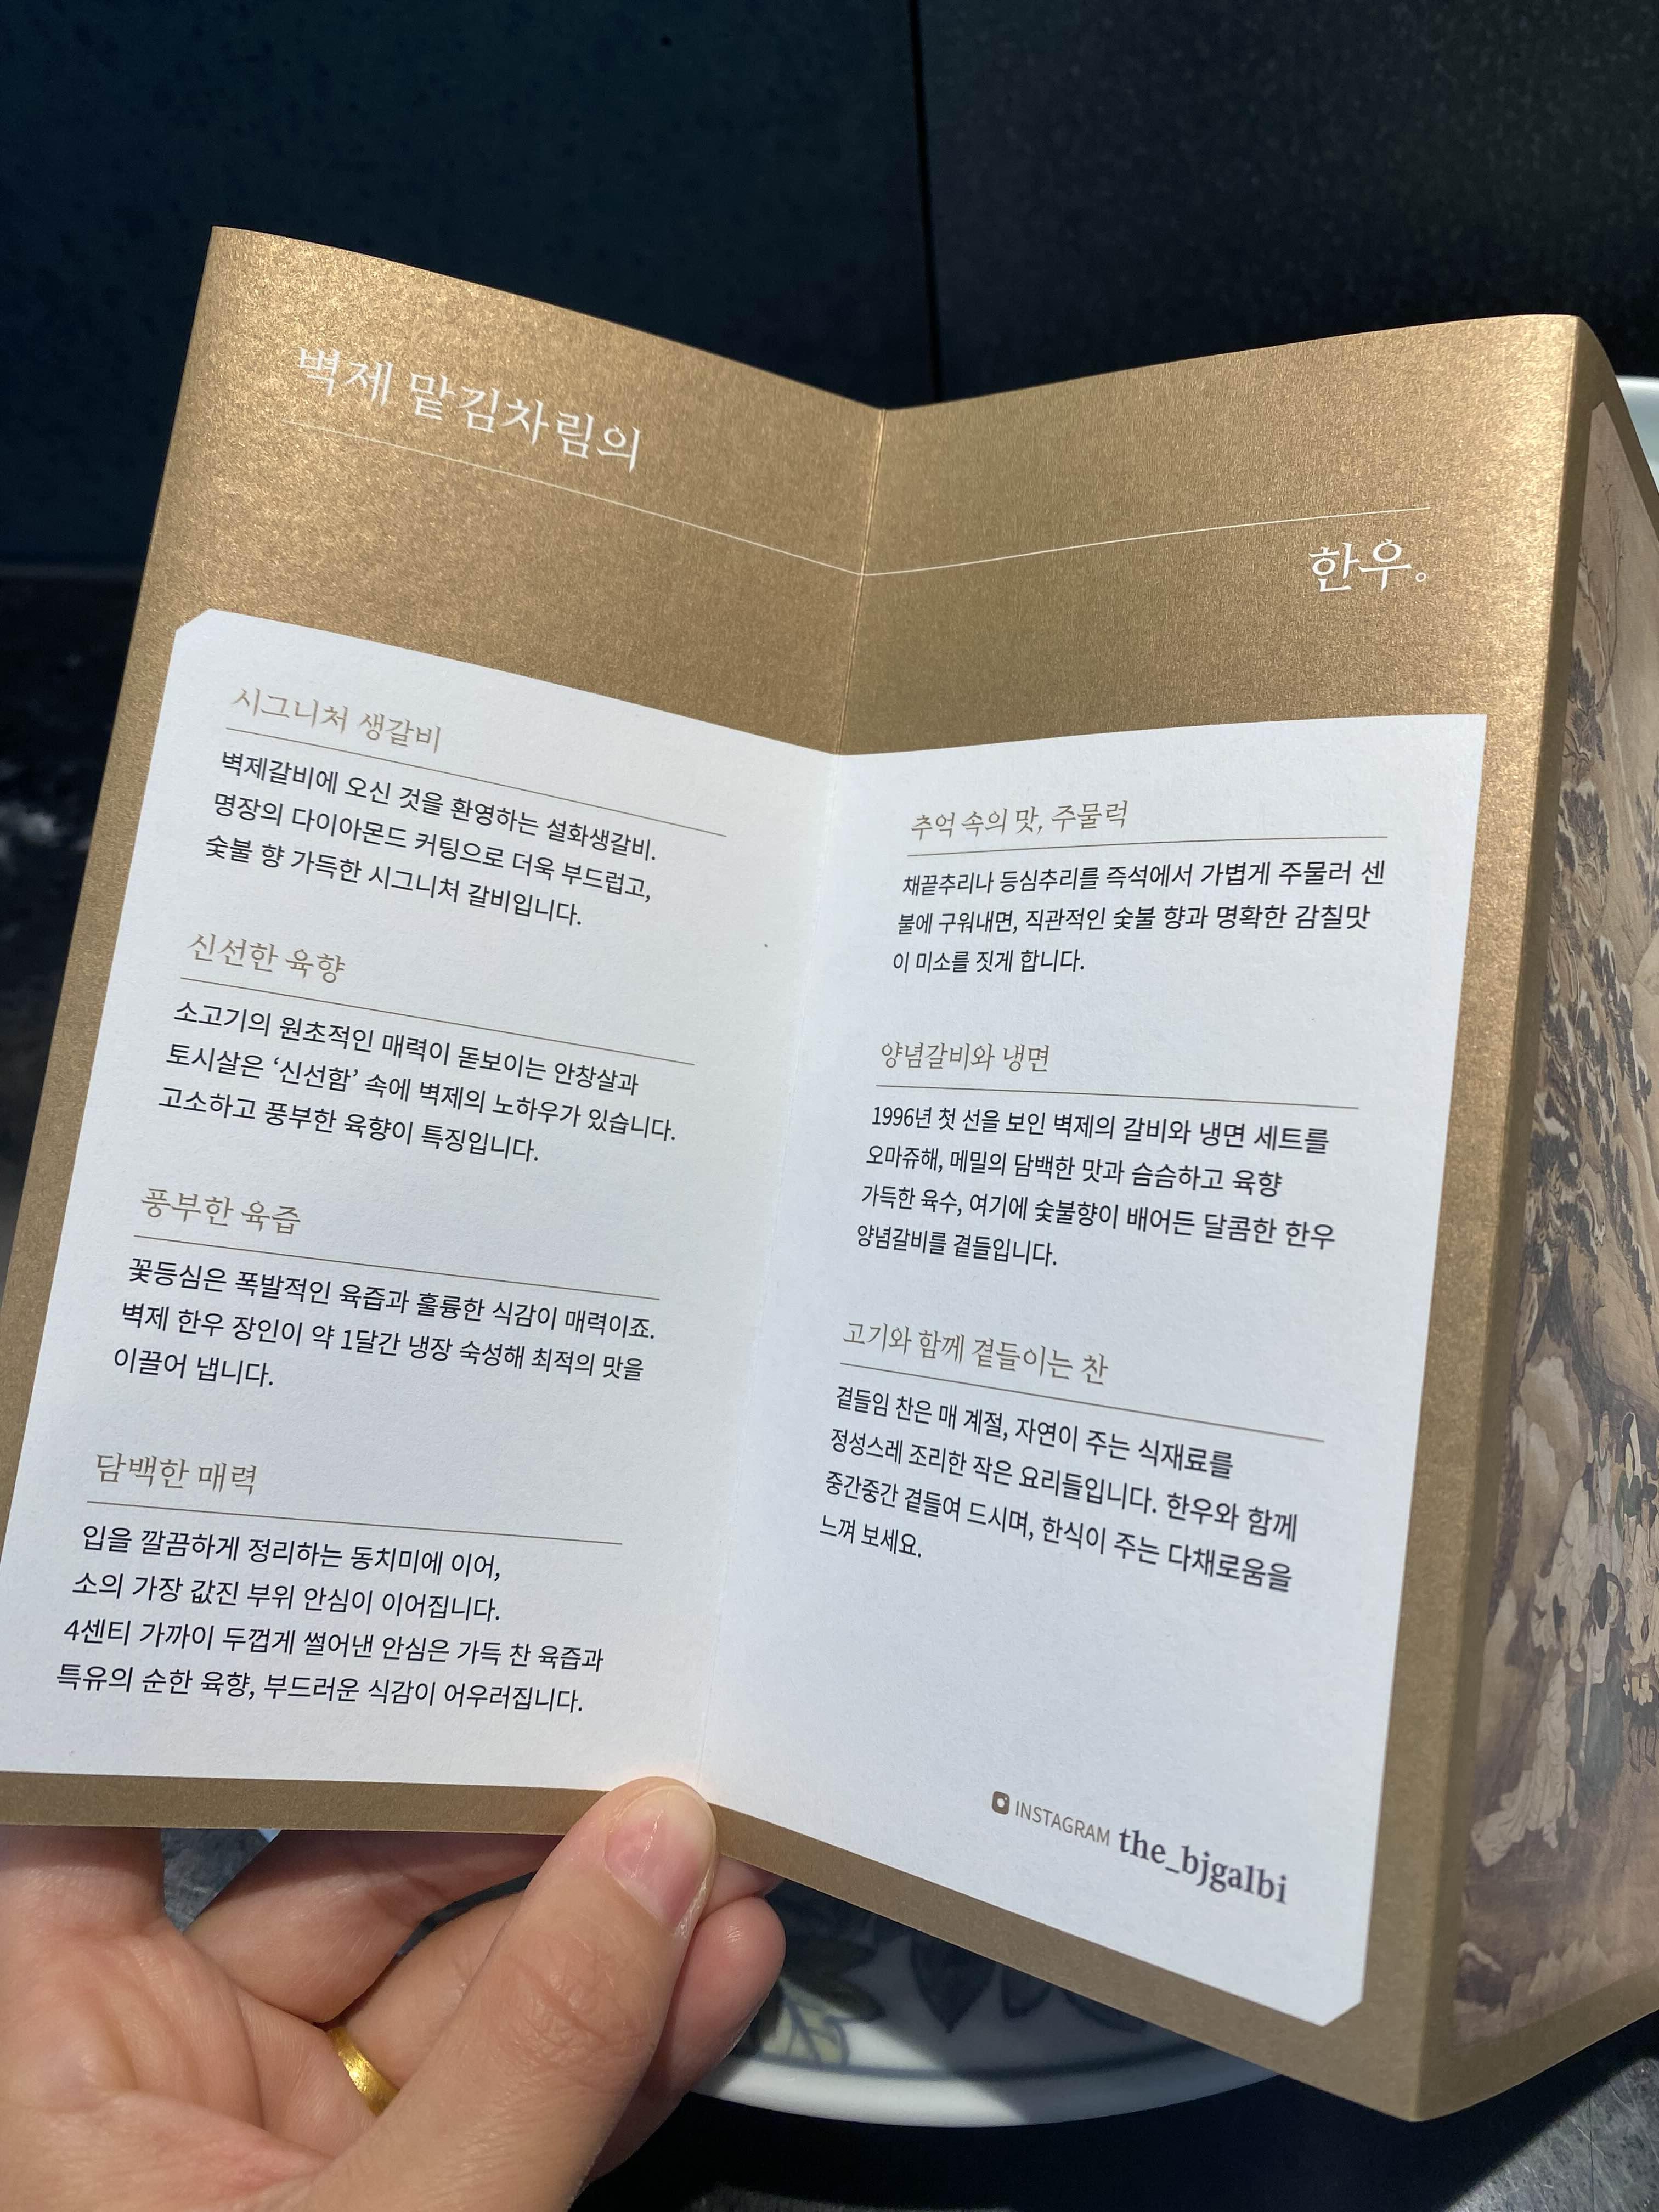 벽제 맡김차림의
한우。
시그니처 생갈비
벽제갈비에 오신 것을 환영하는 설화생갈비.
명장의 다이아몬드 커팅으로 더욱 부드럽고,
숯불 향 가득한 시그니처 갈비입니다.
신선한 육향
소고기의 원초적인 매력이 돋보이는 안창살과
토시살은 ‘신선함’ 속에 벽제의 노하우가 있습니다.
고소하고 풍부한 육향이 특징입니다.
풍부한 육즙
꽃등심은 폭발적인 육즙과 훌륭한 식감이 매력이죠.
벽제 한우 장인이 약 1달간 냉장 숙성해 최적의 맛을
이끌어 냅니다.
담백한 매력
입을 깔끔하게 정리하는 동치미에 이어,
소의 가장 값진 부위 안심이 이어집니다.
4센티 가까이 두껍게 썰어낸 안심은 가득 찬 육즙과
특유의 순한 육향, 부드러운 식감이 어우러집니다.
추억 속의 맛, 주물럭
채끝추리나 등심추리를 즉석에서 가볍게 주물러 센
불에 구워내면, 직관적인 숯불 향과 명확한 감칠맛
이 미소를 짓게 합니다.
양념갈비와 냉면
1996년 첫 선을 보인 벽제의 갈비와 냉면 세트를
오마쥬해, 메밀의 담백한 맛과 슴슴하고 육향
가득한 육수, 여기에 숯불향이 배어든 달콤한 한우
양념갈비를 곁들입니다.
고기와 함께 곁들이는 찬
곁들임 찬은 매 계절, 자연이 주는 식재료를
정성스레 조리한 작은 요리들입니다. 한우와 함께
중간중간 곁들여 드시며, 한식이 주는 다채로움을
느껴 보세요.
INSTAGRAM the_bjgalbi